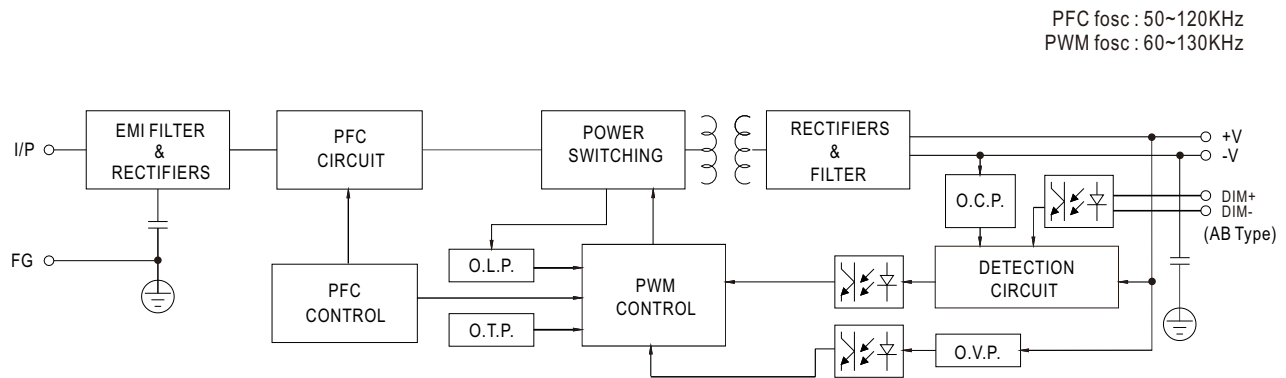 PFC fosc : 50~120KHz
PWM fosc : 60~130KHz
I/P
EMI FILTER
&
RECTIFIERS
PFC
CIRCUIT
POWER
SWITCHING
RECTIFIERS
&
FILTER
+V
-V
O.C.P.
DIM+
DIM-
(AB Type)
FG
O.L.P.
PFC
CONTROL
O.T.P.
PWM
CONTROL
DETECTION
CIRCUIT
O.V.P.